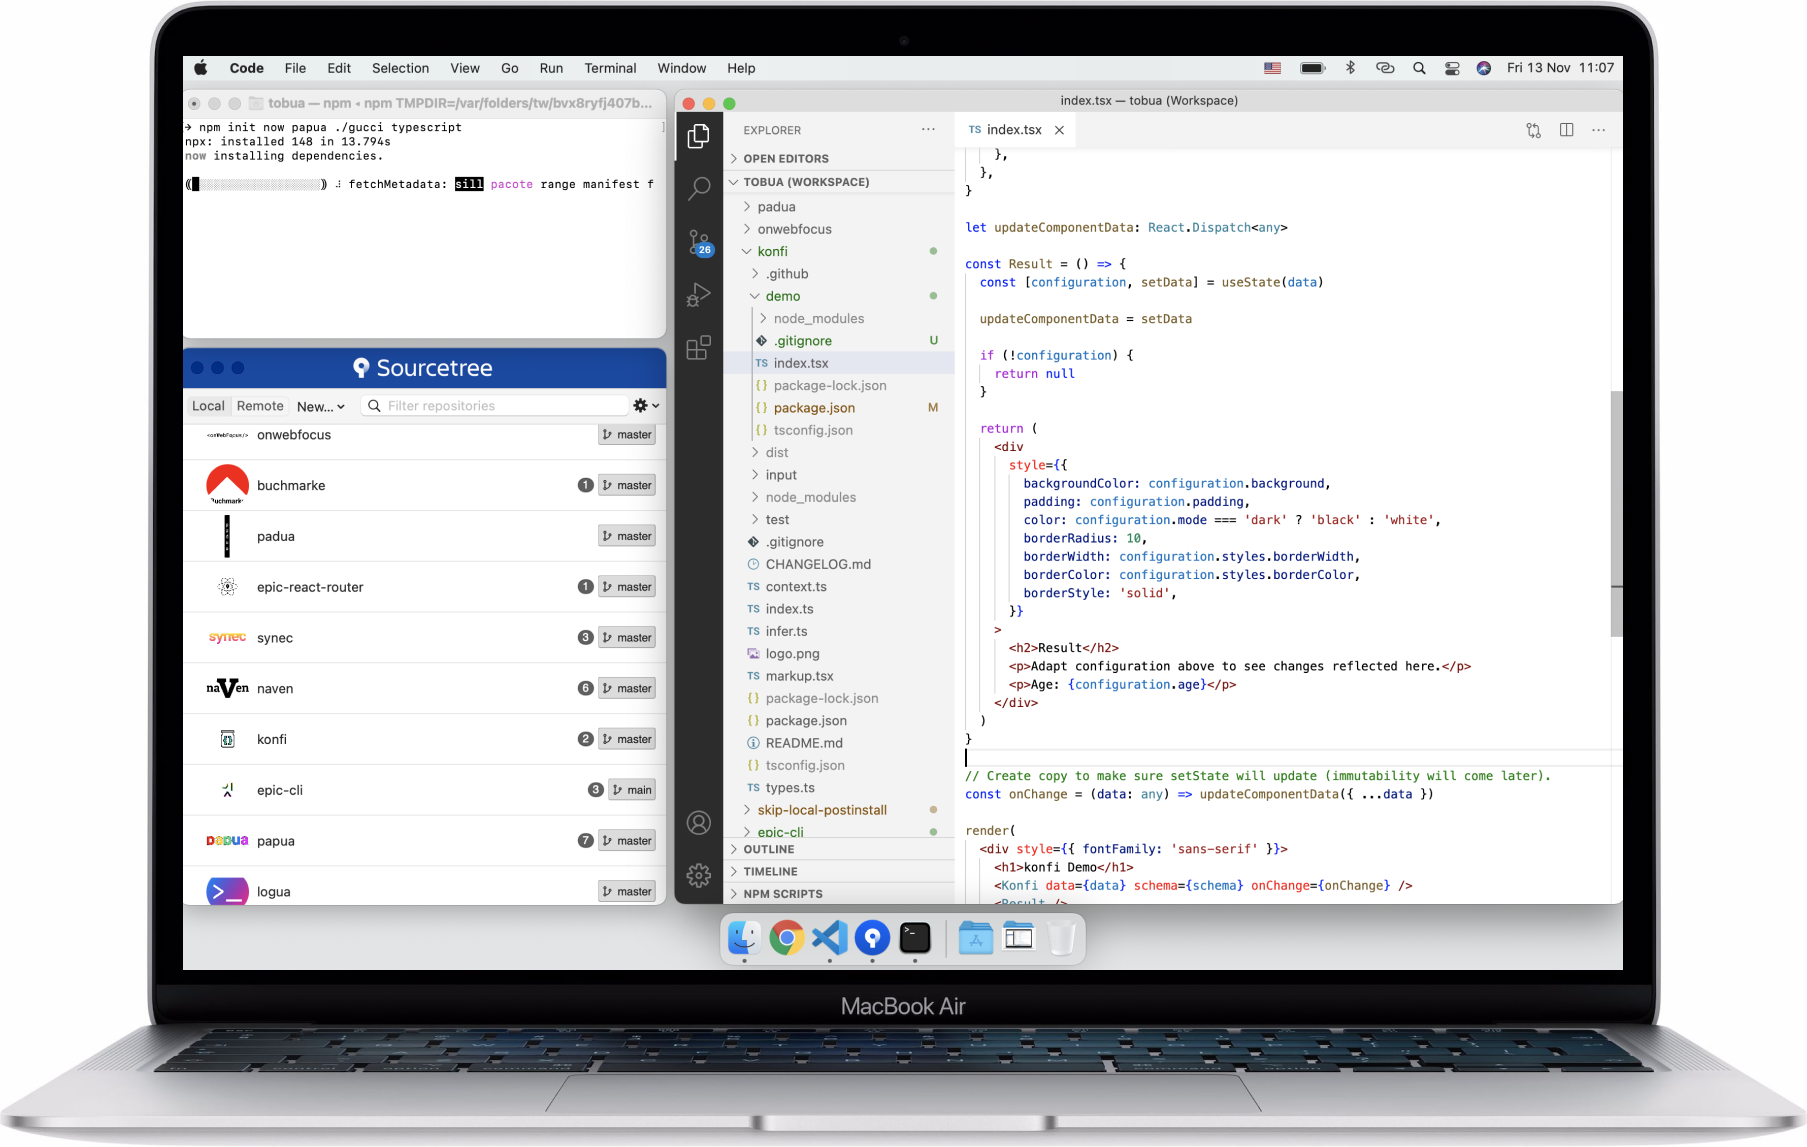 Code File Edit Selection View Go Run Terminal Window Help
Fri 13 Nov 11:07
tobua — npm ◂ npm TMPDIR=/var/folders/tw/bvx8ryfj407b...
→ npm init now papua ./gucci typescript
npx: installed 148 in 13.794s
now installing dependencies.
fetchMetadata: sill pacote range manifest f
Sourcetree
Local Remote New... Filter repositories
<onWebFocus/> onwebfocus master
buchmarke 1 master
padua master
epic-react-router 1 master
synec synec 3 master
naVen naven 6 master
konfi 2 master
epic-cli 3 main
papua papua 7 master
logua master
index.tsx — tobua (Workspace)
26
EXPLORER ···
OPEN EDITORS
TOBUA (WORKSPACE)
padua
onwebfocus
konfi
.github
demo
node_modules
.gitignore U
TS index.tsx
{} package-lock.json
{} package.json M
{} tsconfig.json
dist
input
node_modules
test
.gitignore
CHANGELOG.md
TS context.ts
TS index.ts
TS infer.ts
logo.png
TS markup.tsx
{} package-lock.json
{} package.json
README.md
{} tsconfig.json
TS types.ts
skip-local-postinstall
epic-cli
OUTLINE
TIMELINE
NPM SCRIPTS
TS index.tsx
},
},
}
let updateComponentData: React.Dispatch<any>
const Result = () => {
const [configuration, setData] = useState(data)
updateComponentData = setData
if (!configuration) {
return null
}
return (
<div
style={{
backgroundColor: configuration.background,
padding: configuration.padding,
color: configuration.mode === 'dark' ? 'black' : 'white',
borderRadius: 10,
borderWidth: configuration.styles.borderWidth,
borderColor: configuration.styles.borderColor,
borderStyle: 'solid',
}}
>
<h2>Result</h2>
<p>Adapt configuration above to see changes reflected here.</p>
<p>Age: {configuration.age}</p>
</div>
)
}
// Create copy to make sure setState will update (immutability will come later).
const onChange = (data: any) => updateComponentData({ ...data })
render(
<div style={{ fontFamily: 'sans-serif' }}>
<h1>konfi Demo</h1>
<Konfi data={data} schema={schema} onChange={onChange} />
<Result />
MacBook Air